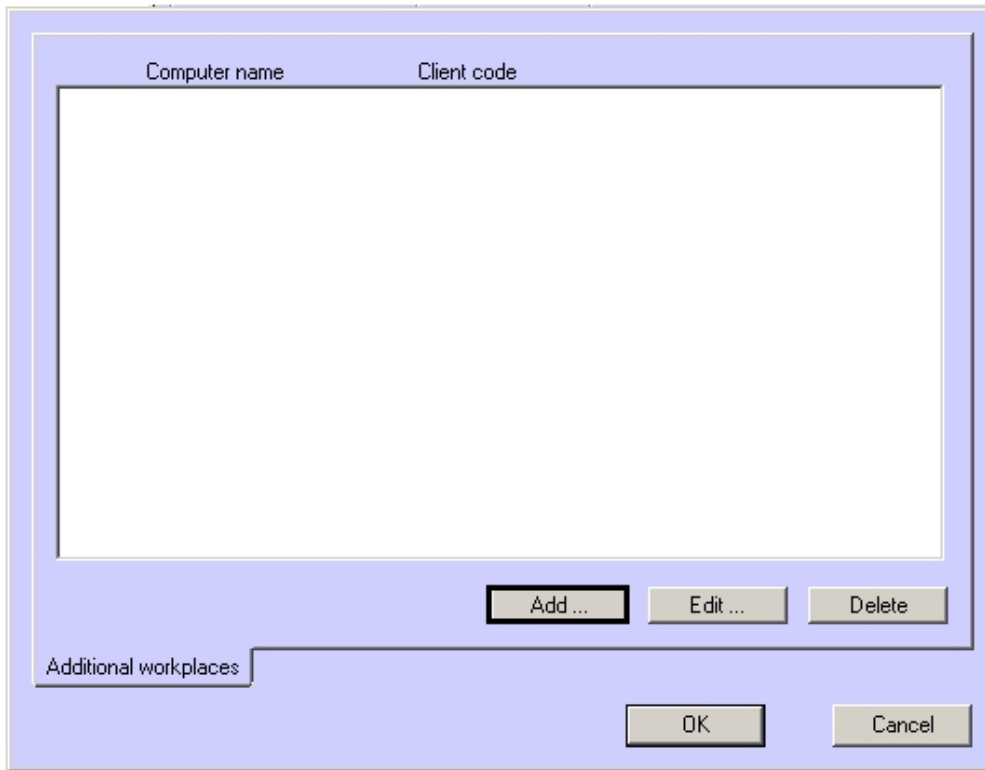 Computer name Client code
Add ... Edit ... Delete
Additional workplaces
OK Cancel